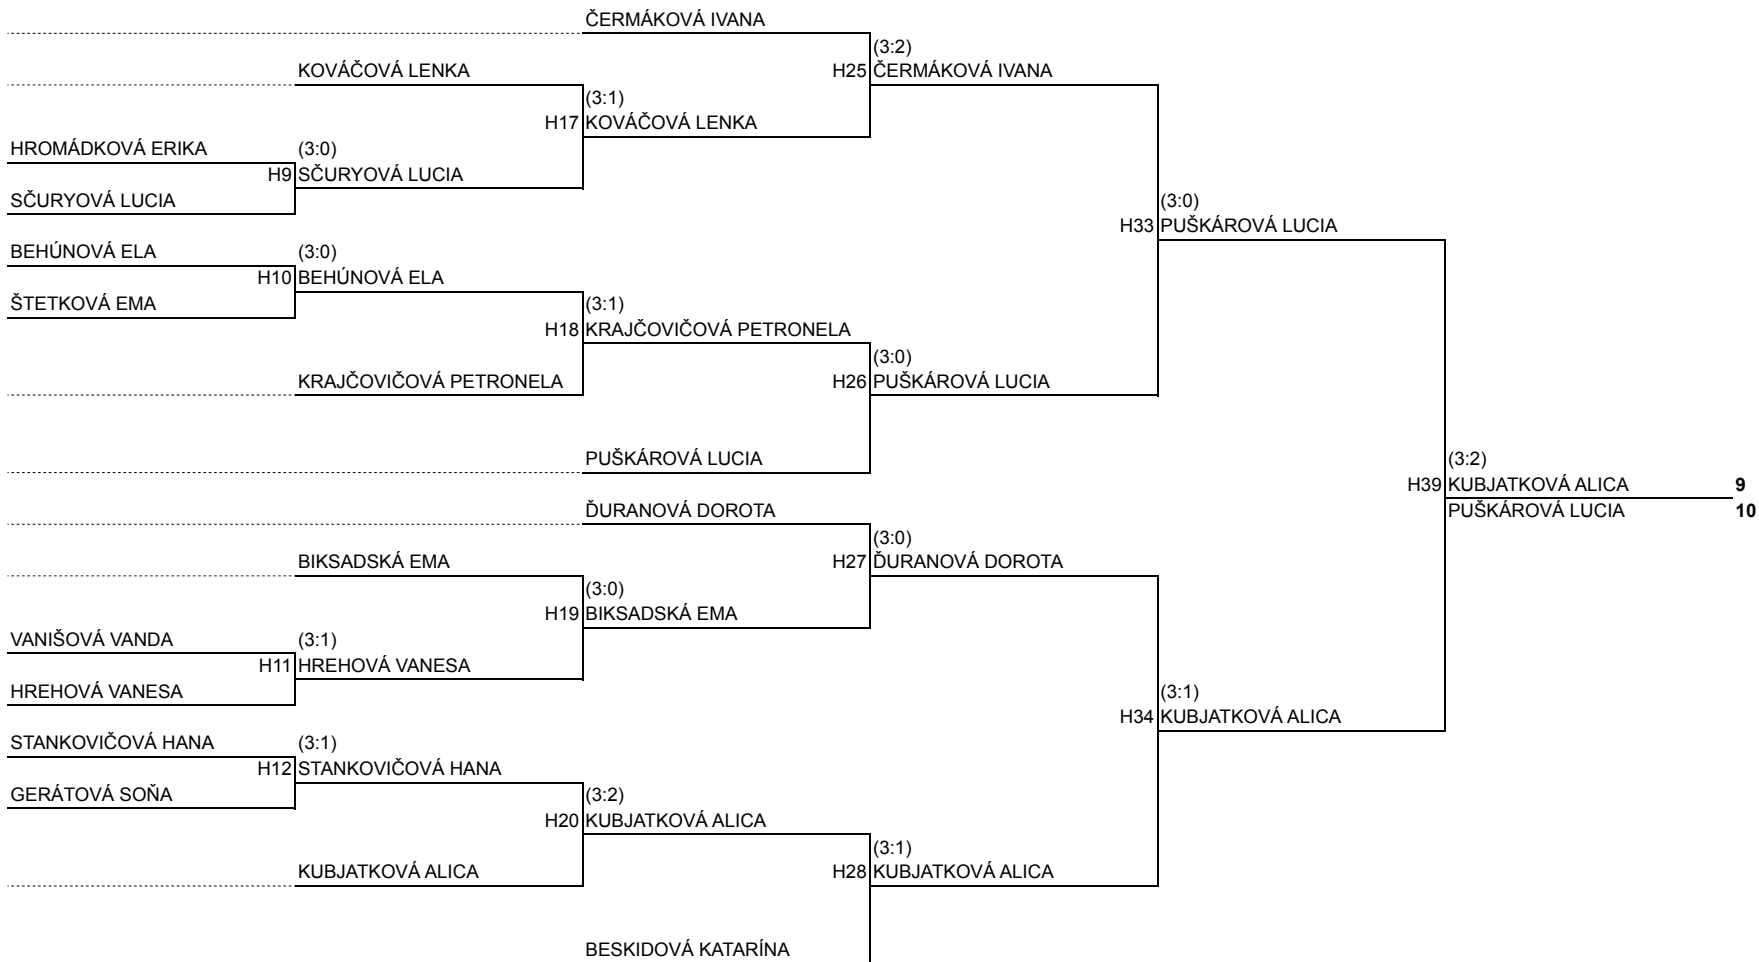 ČERMÁKOVÁ IVANA
(3:2)
KOVÁČOVÁ LENKA
H25 ČERMÁKOVÁ IVANA
(3:1)
H17 KOVÁČOVÁ LENKA
HROMÁDKOVÁ ERIKA (3:0)
H9 SČURYOVÁ LUCIA
SČURYOVÁ LUCIA
(3:0)
H33 PUŠKÁROVÁ LUCIA
BEHÚNOVÁ ELA (3:0)
H10 BEHÚNOVÁ ELA
ŠTETKOVÁ EMA
(3:1)
H18 KRAJČOVIČOVÁ PETRONELA
(3:0)
KRAJČOVIČOVÁ PETRONELA
H26 PUŠKÁROVÁ LUCIA
PUŠKÁROVÁ LUCIA
(3:2)
H39 KUBJATKOVÁ ALICA 9
ĎURANOVÁ DOROTA
PUŠKÁROVÁ LUCIA 10
(3:0)
BIKSADSKÁ EMA
H27 ĎURANOVÁ DOROTA
(3:0)
H19 BIKSADSKÁ EMA
VANIŠOVÁ VANDA (3:1)
H11 HREHOVÁ VANESA
HREHOVÁ VANESA
(3:1)
H34 KUBJATKOVÁ ALICA
STANKOVIČOVÁ HANA (3:1)
H12 STANKOVIČOVÁ HANA
GERÁTOVÁ SOŇA
(3:2)
H20 KUBJATKOVÁ ALICA
(3:1)
KUBJATKOVÁ ALICA
H28 KUBJATKOVÁ ALICA
BESKIDOVÁ KATARÍNA